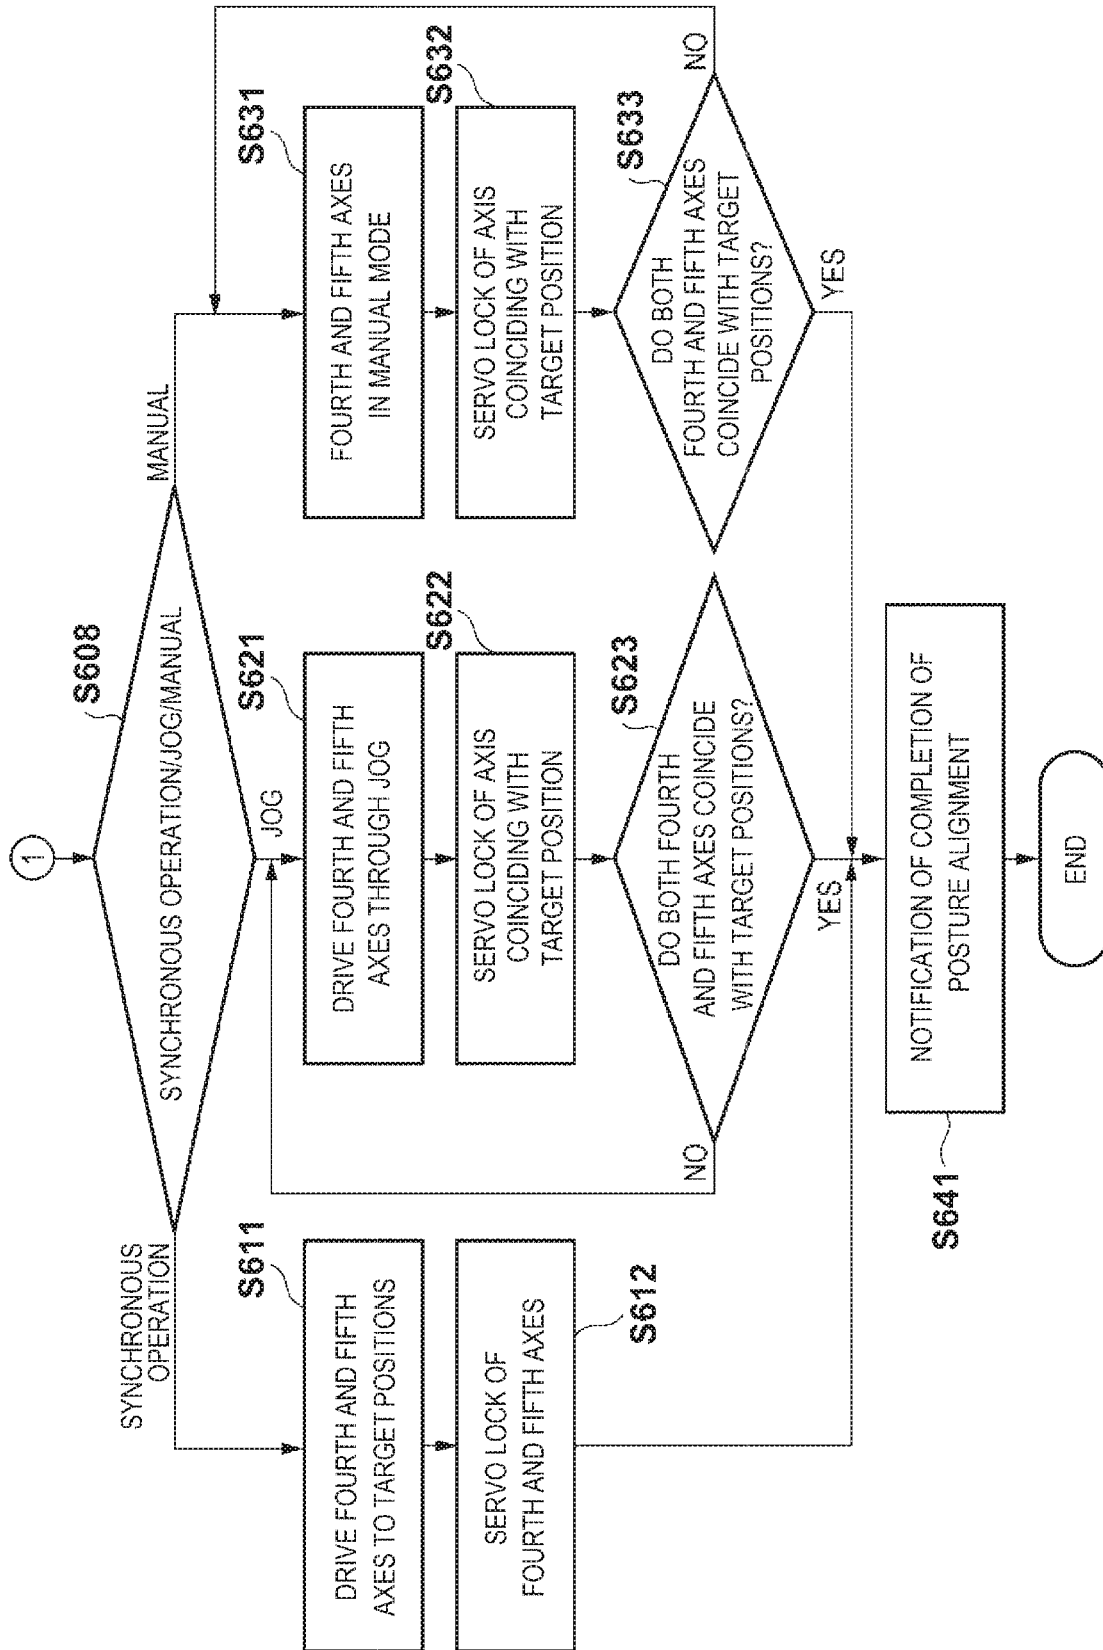 1
S608
SYNCHRONOUS OPERATION/JOG/MANUAL
SYNCHRONOUS
OPERATION
JOG
MANUAL
S611
DRIVE FOURTH AND FIFTH
AXES TO TARGET POSITIONS
S612
SERVO LOCK OF
FOURTH AND FIFTH AXES
S621
DRIVE FOURTH AND FIFTH
AXES THROUGH JOG
S622
SERVO LOCK OF AXIS
COINCIDING WITH
TARGET POSITION
S623
DO BOTH FOURTH
AND FIFTH AXES COINCIDE
WITH TARGET POSITIONS?
NO
YES
S631
FOURTH AND FIFTH AXES
IN MANUAL MODE
S632
SERVO LOCK OF AXIS
COINCIDING WITH
TARGET POSITION
S633
DO BOTH
FOURTH AND FIFTH AXES
COINCIDE WITH TARGET
POSITIONS?
NO
YES
S641
NOTIFICATION OF COMPLETION OF
POSTURE ALIGNMENT
END